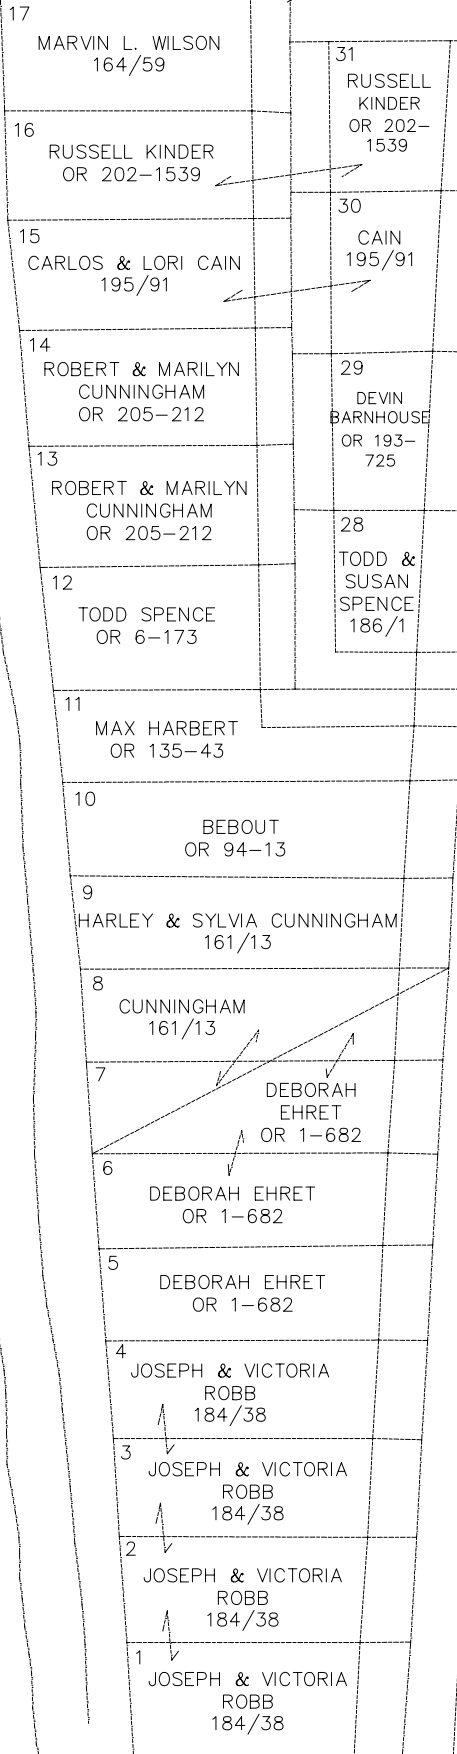 17
MARVIN L. WILSON
164/59
31
RUSSELL
KINDER
OR 202-
1539
16
RUSSELL KINDER
OR 202-1539
30
CAIN
195/91
15
CARLOS & LORI CAIN
195/91
14
ROBERT & MARILYN
CUNNINGHAM
OR 205-212
29
DEVIN
BARNHOUSE
OR 193-
725
13
ROBERT & MARILYN
CUNNINGHAM
OR 205-212
28
TODD &
SUSAN
SPENCE
186/1
12
TODD SPENCE
OR 6-173
11
MAX HARBERT
OR 135-43
10
BEBOUT
OR 94-13
9
HARLEY & SYLVIA CUNNINGHAM
161/13
8
CUNNINGHAM
161/13
7
DEBORAH
EHRET
OR 1-682
6
DEBORAH EHRET
OR 1-682
5
DEBORAH EHRET
OR 1-682
4
JOSEPH & VICTORIA
ROBB
184/38
3
JOSEPH & VICTORIA
ROBB
184/38
2
JOSEPH & VICTORIA
ROBB
184/38
1
JOSEPH & VICTORIA
ROBB
184/38